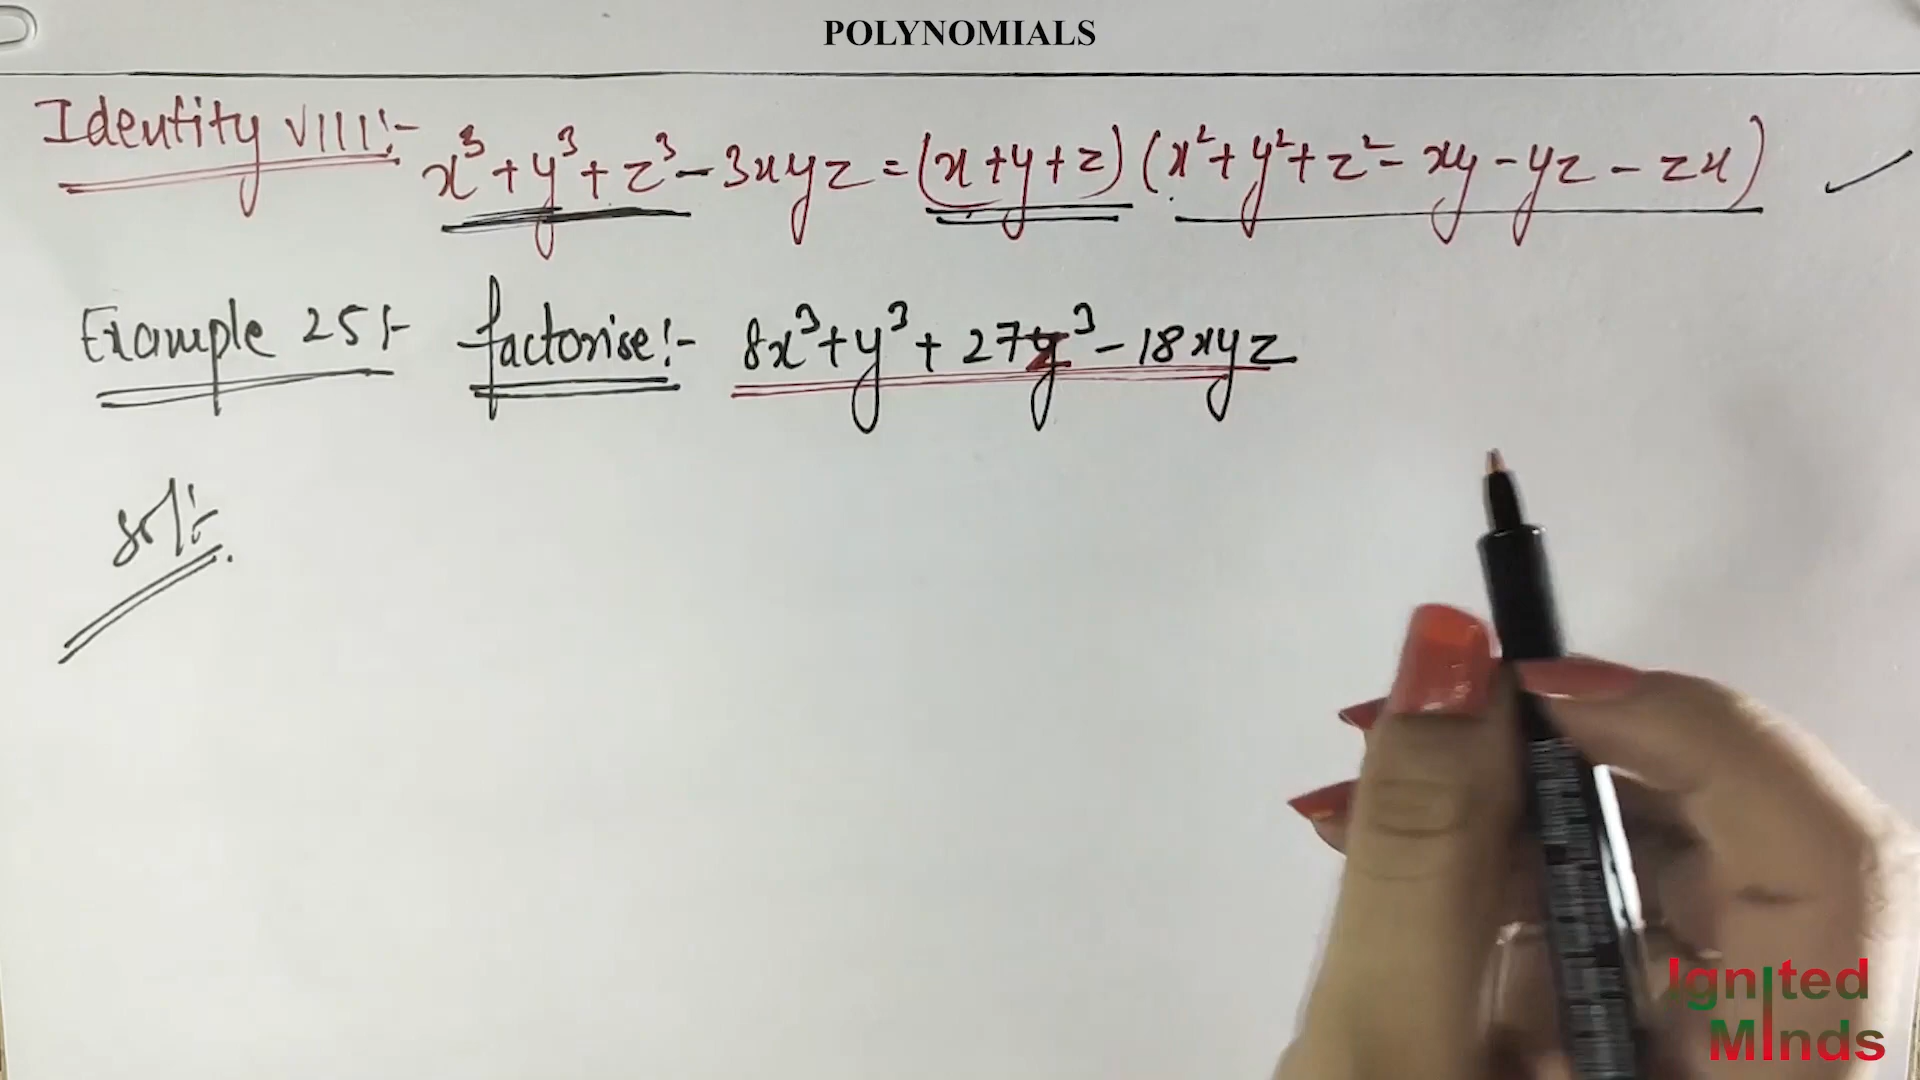 POLYNOMIALS
Identity VIII:- x³ + y³ + z³ - 3xyz = (x + y + z) (x² + y² + z² - xy - yz - zx)
Example 25:- factorise:- 8x³ + y³ + 27z³ - 18xyz
Sol:-
Ignited
Minds